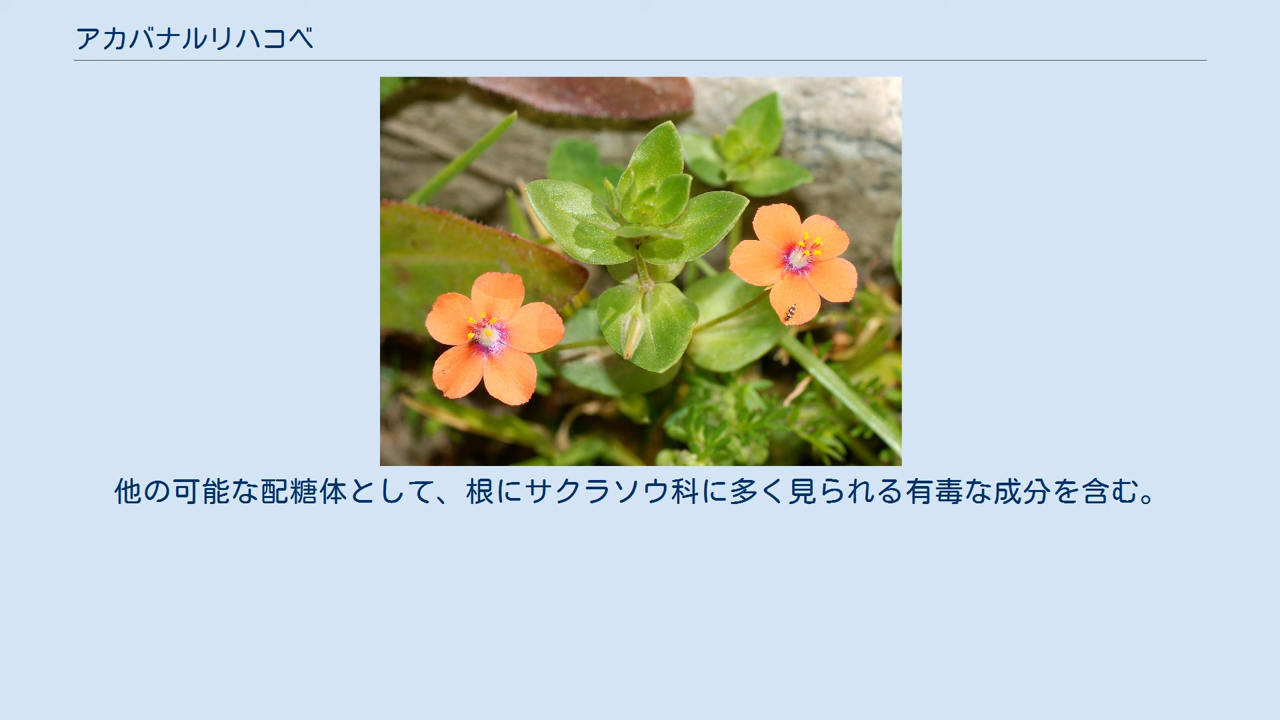 アカバナルリハコベ
他の可能な配糖体として、根にサクラソウ科に多く見られる有毒な成分を含む。